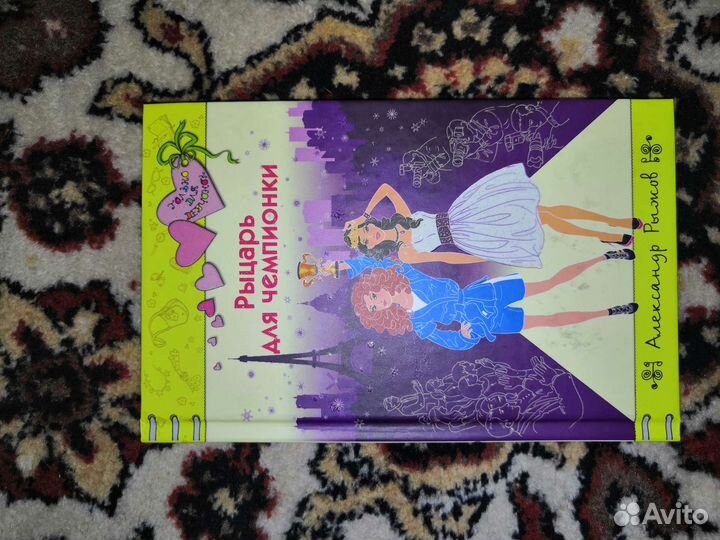 Только
для
девчонок
Рыцарь
для чемпионки
Александр Рыжов
Avito